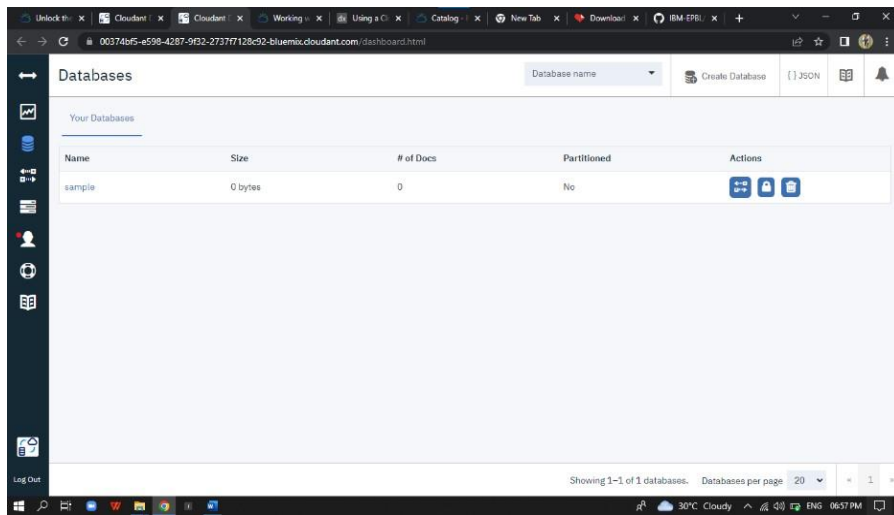 Unlock the
Cloudant
Cloudant
Working w
Using a Cl
Catalog - I
New Tab
Download
IBM-EPBL/
00374bf5-e598-4287-9f32-2737f7128c92-bluemix.cloudant.com/dashboard.html
Databases
Database name
Create Database
{ } JSON
Your Databases
Name Size # of Docs Partitioned Actions
sample 0 bytes 0 No
Log Out
Showing 1–1 of 1 databases. Databases per page 20 « 1 »
30°C Cloudy ENG 06:57 PM